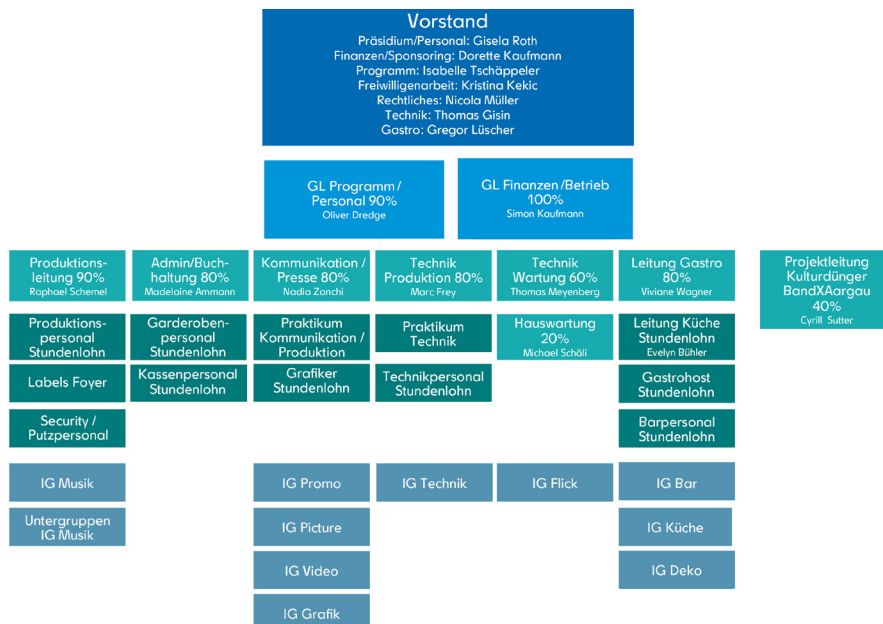 Vorstand
Präsidium/Personal: Gisela Roth
Finanzen/Sponsoring: Dorette Kaufmann
Programm: Isabelle Tschäppeler
Freiwilligenarbeit: Kristina Kekic
Rechtliches: Nicola Müller
Technik: Thomas Gisin
Gastro: Gregor Lüscher
GL Programm /
Personal 90%
Oliver Dredge
GL Finanzen /Betrieb
100%
Simon Kaufmann
Produktions-
leitung 90%
Raphael Schemel
Admin/Buch-
haltung 80%
Madelaine Ammann
Kommunikation /
Presse 80%
Nadia Zanchi
Technik
Produktion 80%
Marc Frey
Technik
Wartung 60%
Thomas Meyenberg
Leitung Gastro
80%
Viviane Wagner
Projektleitung
Kulturdünger
BandXAargau
40%
Cyrill Sutter
Produktions-
personal
Stundenlohn
Garderoben-
personal
Stundenlohn
Praktikum
Kommunikation /
Produktion
Praktikum
Technik
Hauswartung
20%
Michael Schäli
Leitung Küche
Stundenlohn
Evelyn Bühler
Labels Foyer
Kassenpersonal
Stundenlohn
Grafiker
Stundenlohn
Technikpersonal
Stundenlohn
Gastrohost
Stundenlohn
Security /
Putzpersonal
Barpersonal
Stundenlohn
IG Musik
IG Promo
IG Technik
IG Flick
IG Bar
Untergruppen
IG Musik
IG Picture
IG Küche
IG Video
IG Deko
IG Grafik